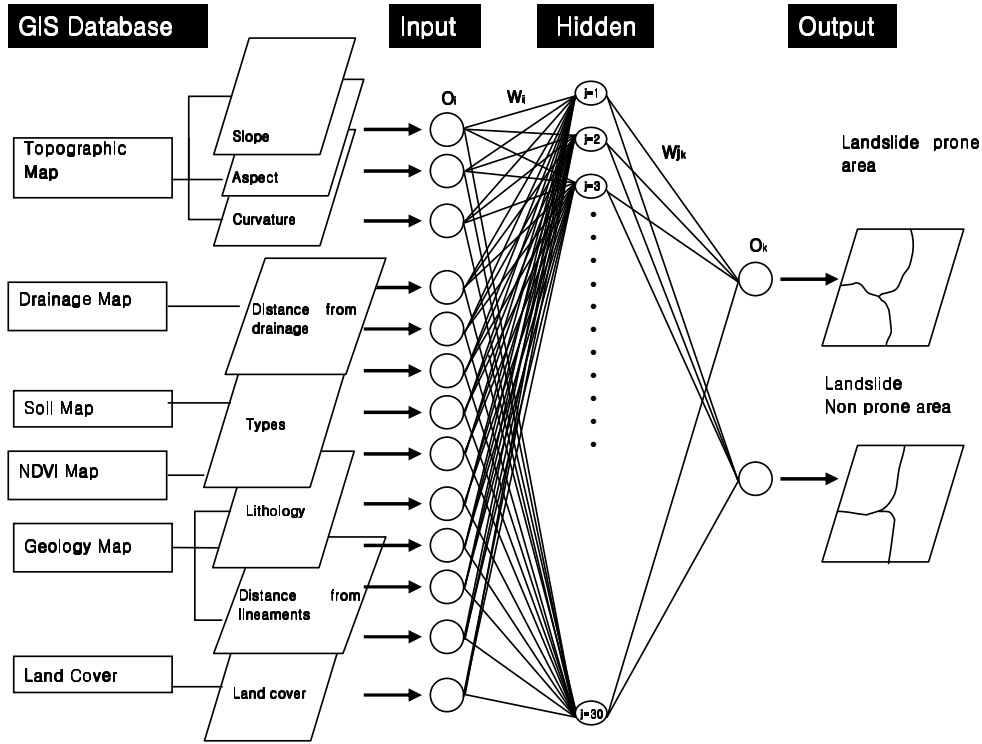 GIS Database
Input
Hidden
Output
Topographic
Map
Slope
Aspect
Curvature
Drainage Map
Distance from
drainage
Soil Map
Types
NDVI Map
Lithology
Geology Map
Distance from
lineaments
Land Cover
Land cover
Oi
Wij
j=1
j=2
j=3
j=30
Wjk
Ok
Landslide prone
area
Landslide
Non prone area